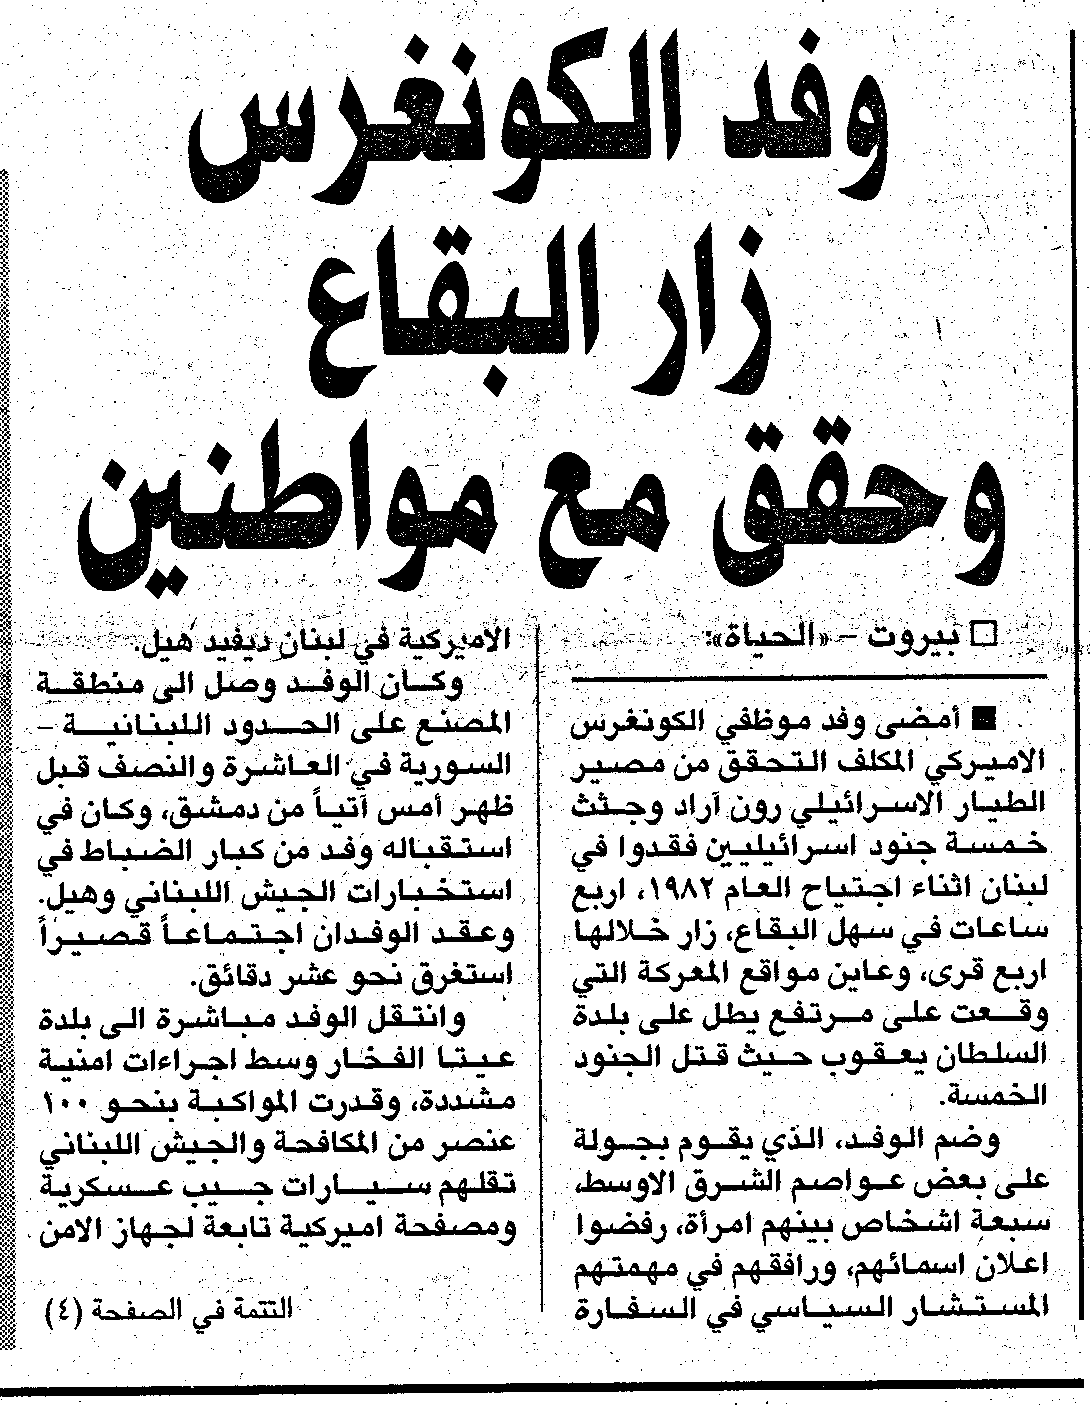 وفد الكونغرس
زار البقاع
وحقق مع مواطنين
□ بيروت – «الحياة»:
■ أمضى وفد موظفي الكونغرس
الاميركي المكلف التحقق من مصير
الطيار الاسرائيلي رون آراد وجثث
خمسة جنود اسرائيليين فقدوا في
لبنان اثناء اجتياح العام ١٩٨٢، اربع
ساعات في سهل البقاع، زار خلالها
اربع قرى، وعاين مواقع المعركة التي
وقعت على مرتفع يطل على بلدة
السلطان يعقوب حيث قتل الجنود
الخمسة.
وضم الوفد، الذي يقوم بجولة
على بعض عواصم الشرق الاوسط،
سبعة اشخاص بينهم امرأة، رفضوا
اعلان اسمائهم، ورافقهم في مهمتهم
المستشار السياسي في السفارة
الاميركية في لبنان ديفيد هيل.
وكان الوفد وصل الى منطقة
المصنع على الحدود اللبنانية –
السورية في العاشرة والنصف قبل
ظهر أمس آتياً من دمشق، وكان في
استقباله وفد من كبار الضباط في
استخبارات الجيش اللبناني وهيل.
وعقد الوفدان اجتماعاً قصيراً
استغرق نحو عشر دقائق.
وانتقل الوفد مباشرة الى بلدة
عيتا الفخار وسط اجراءات امنية
مشددة، وقدرت المواكبة بنحو ١٠٠
عنصر من المكافحة والجيش اللبناني
تقلهم سيارات جيب عسكرية
ومصفحة اميركية تابعة لجهاز الامن
التتمة في الصفحة (٤)